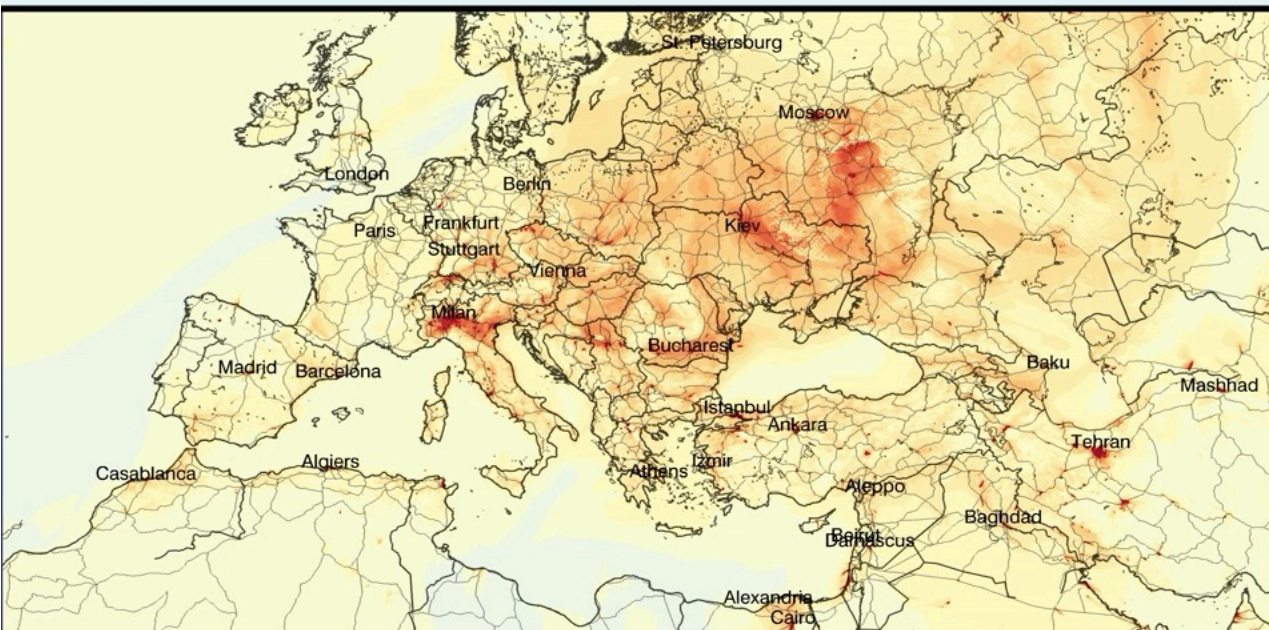 St. Petersburg
Moscow
London
Berlin
Paris
Frankfurt
Kiev
Stuttgart
Vienna
Milan
Bucharest
Madrid
Barcelona
Baku
Mashhad
Istanbul
Ankara
Tehran
Casablanca
Algiers
Athens
Izmir
Aleppo
Baghdad
Beirut
Damascus
Alexandria
Cairo